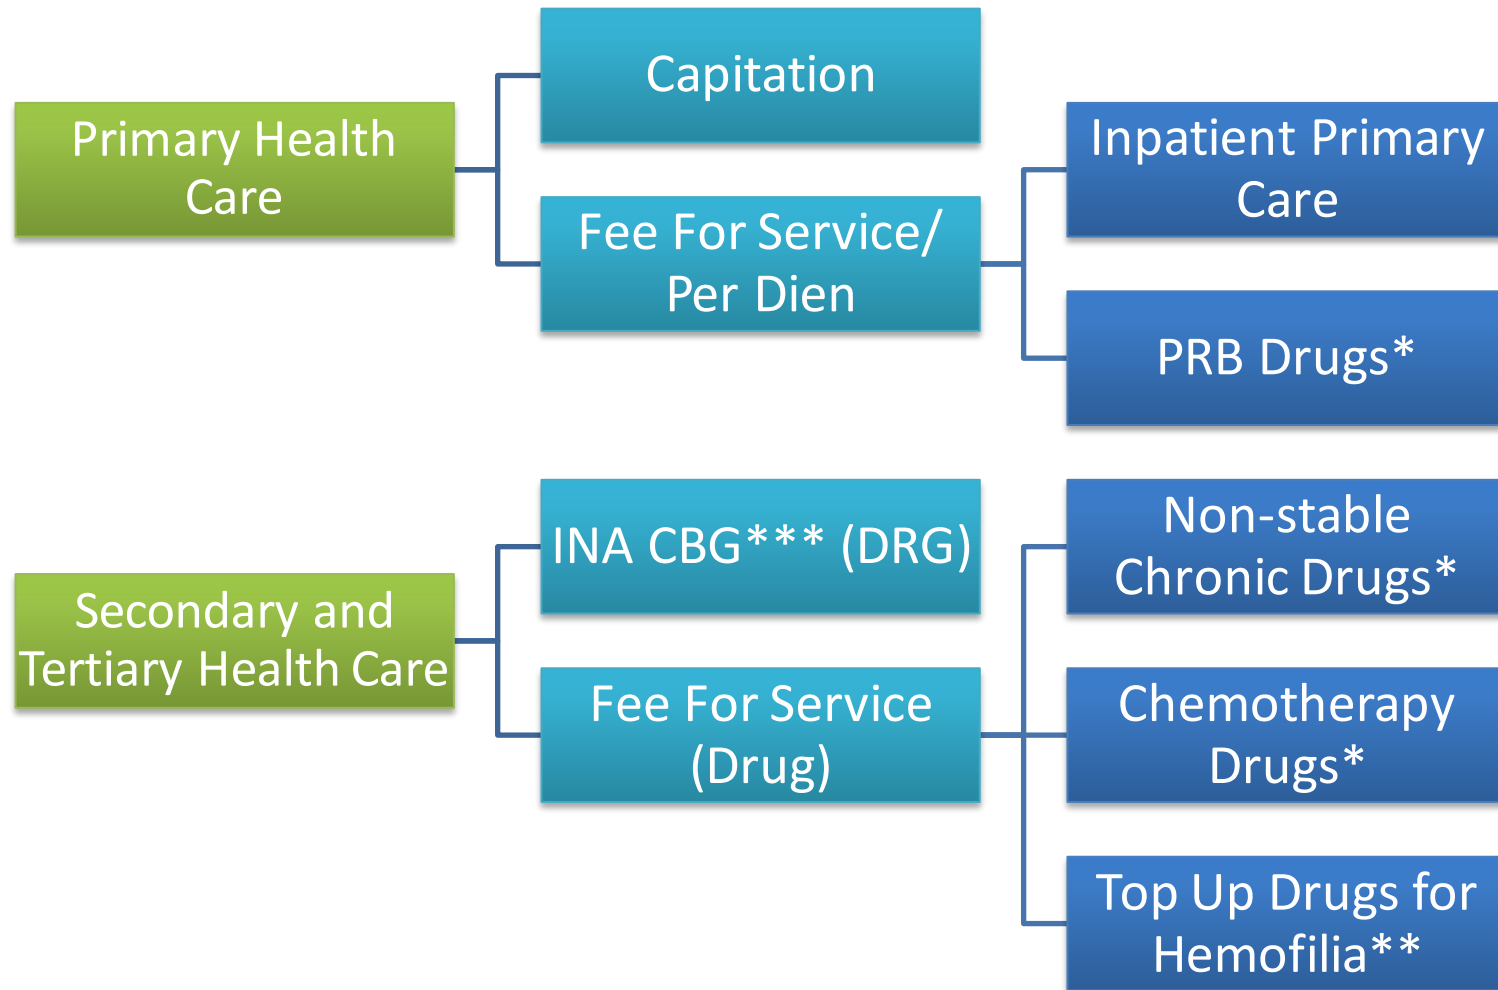 Primary Health
Care
Capitation
Fee For Service/
Per Dien
Inpatient Primary
Care
PRB Drugs*
Secondary and
Tertiary Health Care
INA CBG*** (DRG)
Fee For Service
(Drug)
Non-stable
Chronic Drugs*
Chemotherapy
Drugs*
Top Up Drugs for
Hemofilia**